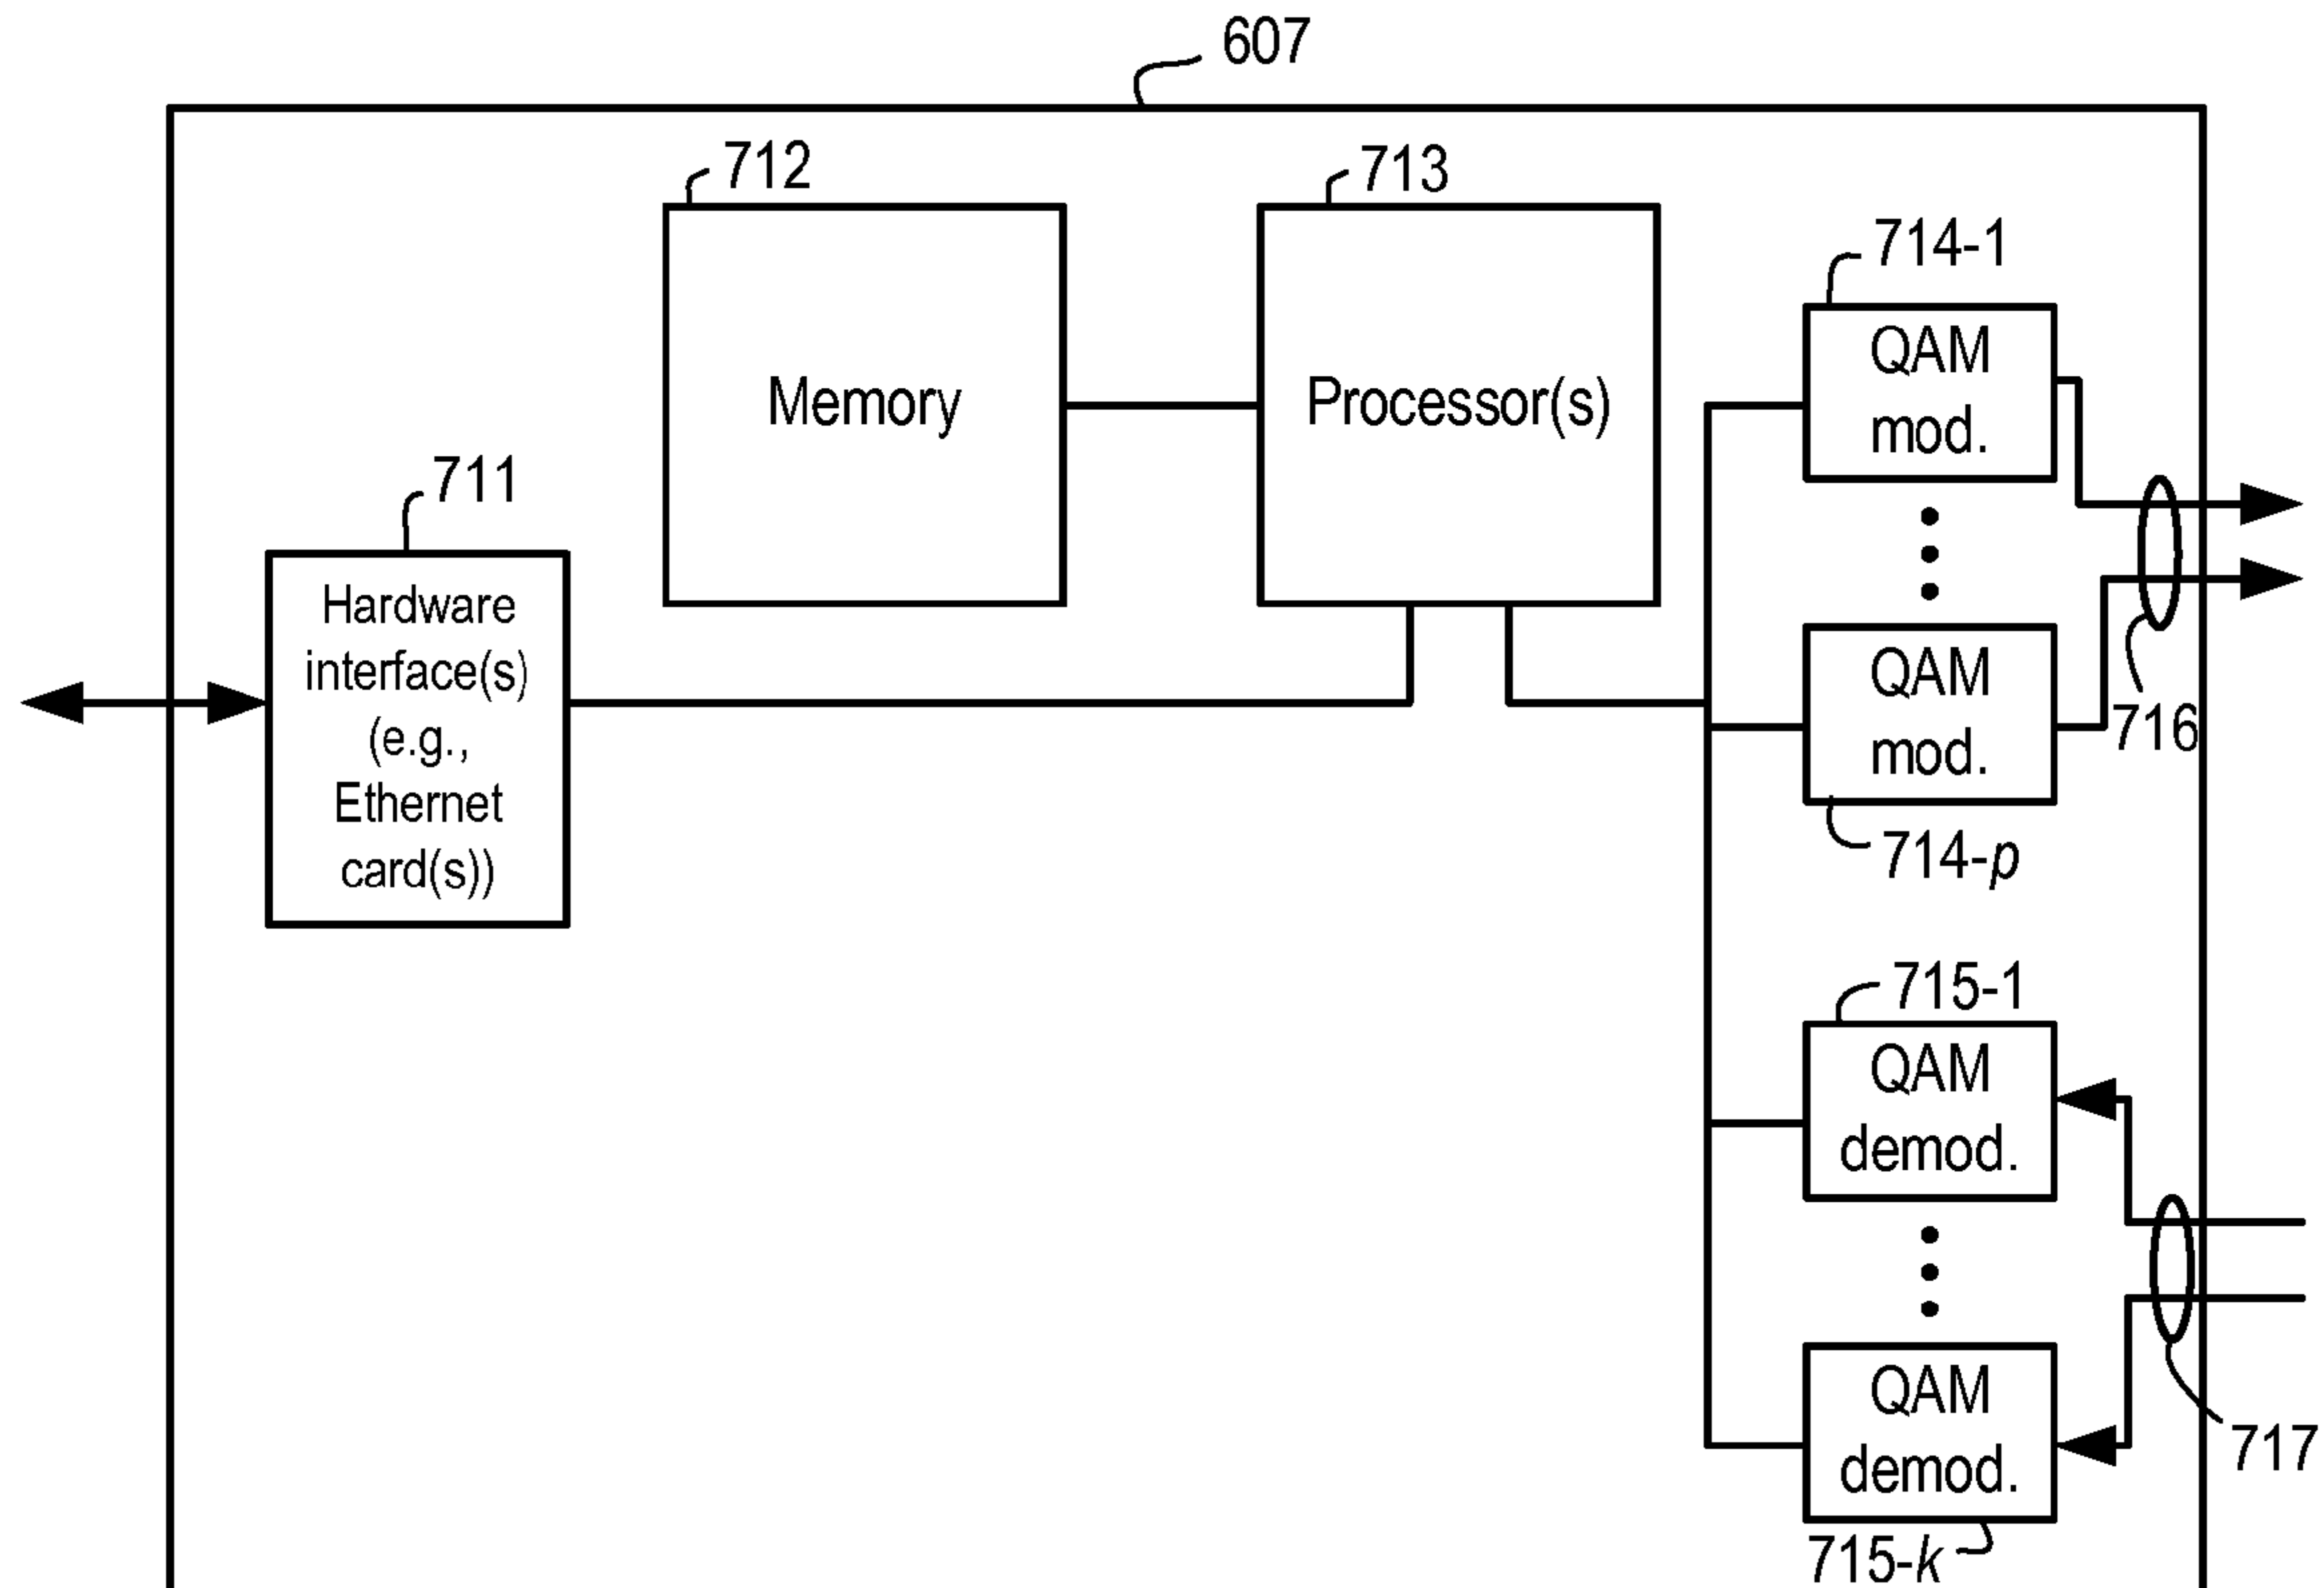 607
712
713
714-1
QAM
mod.
Memory
Processor(s)
711
Hardware
interface(s)
(e.g.,
Ethernet
card(s))
QAM
mod.
716
714-p
715-1
QAM
demod.
QAM
demod.
717
715-k